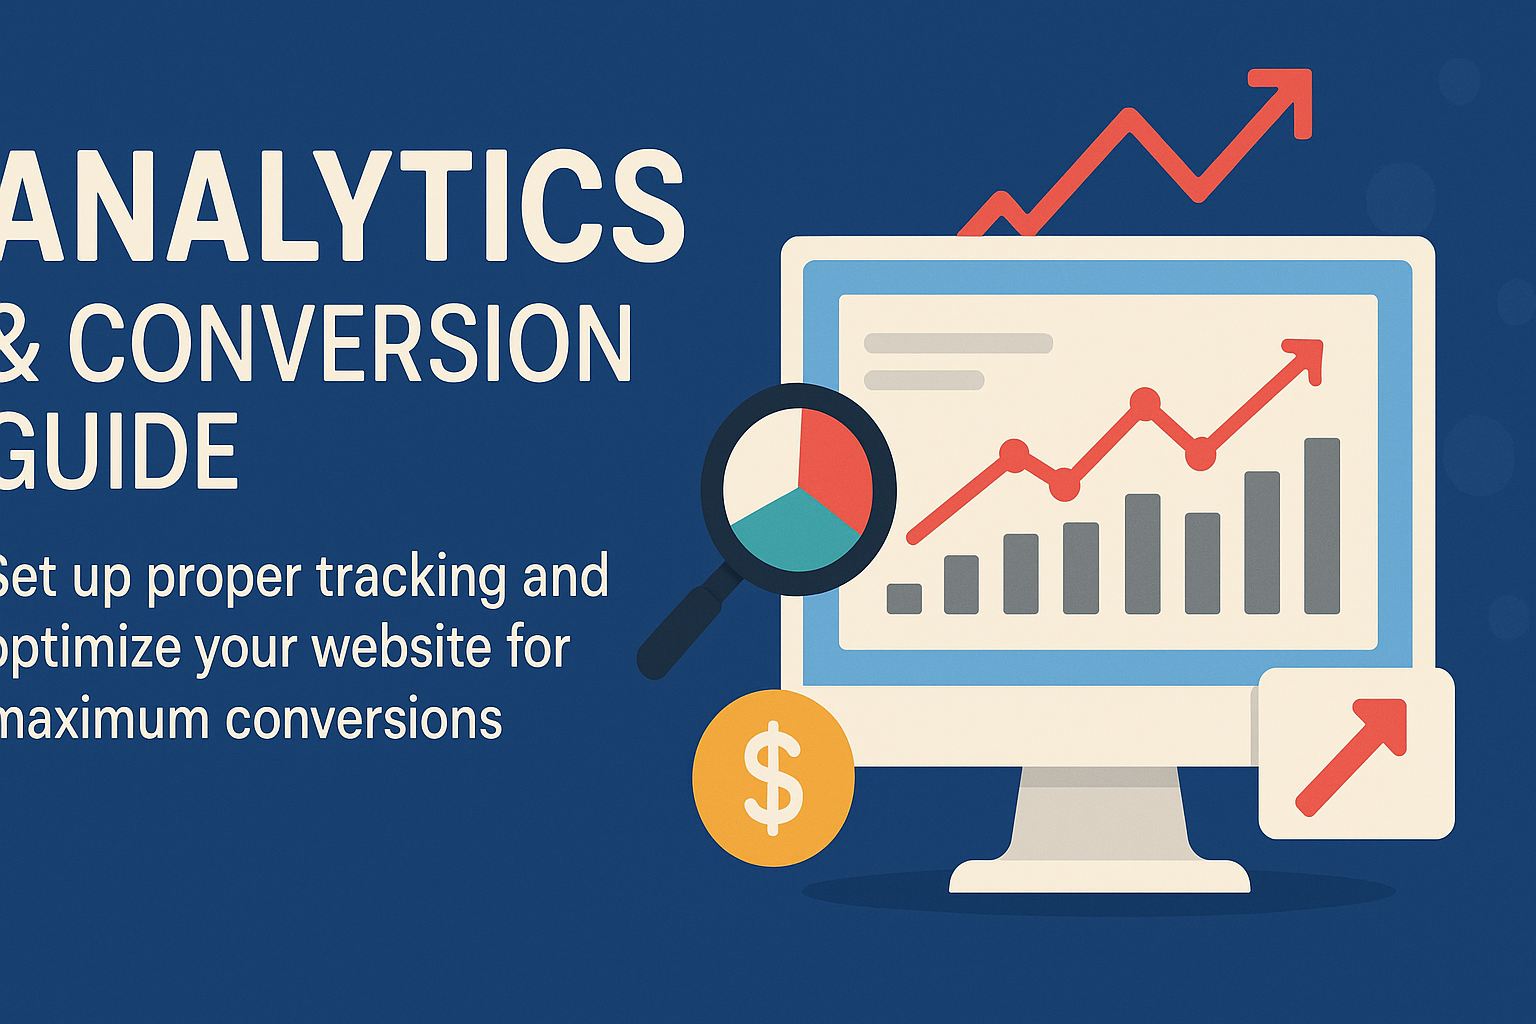 ANALYTICS
& CONVERSION
GUIDE
Set up proper tracking and
optimize your website for
maximum conversions
$